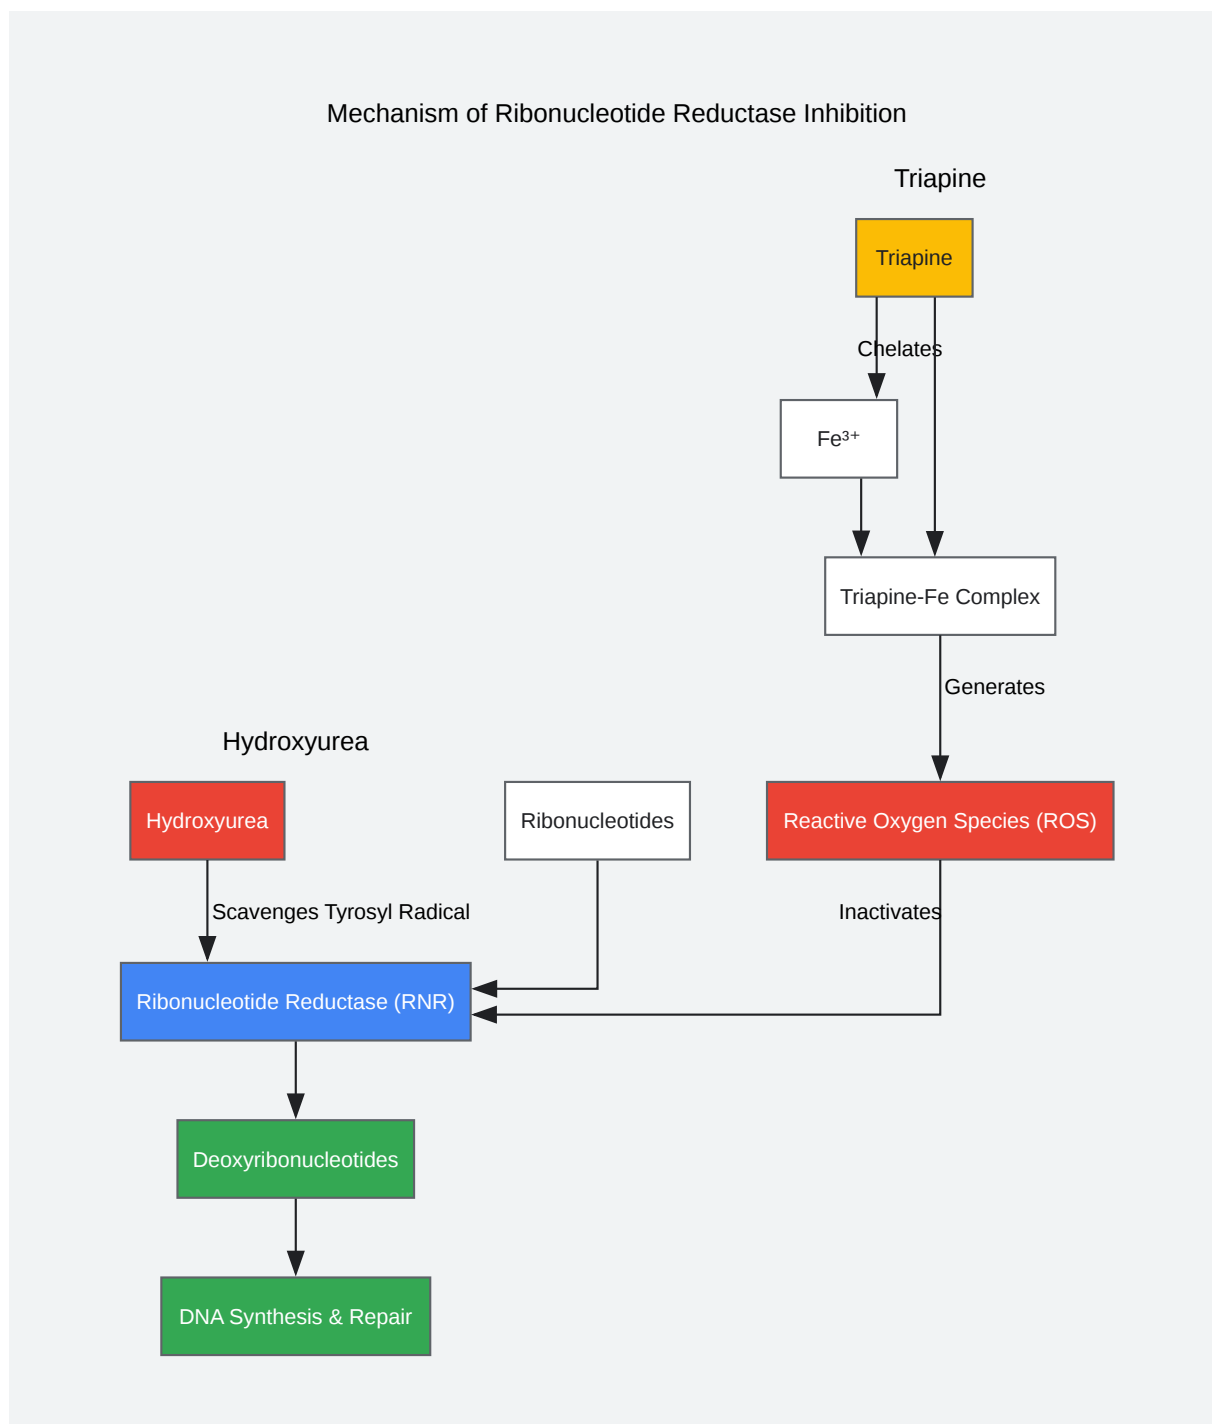 Mechanism of Ribonucleotide Reductase Inhibition
Triapine
Triapine
Chelates
Fe³⁺
Triapine-Fe Complex
Generates
Hydroxyurea
Hydroxyurea
Ribonucleotides
Reactive Oxygen Species (ROS)
Scavenges Tyrosyl Radical
Inactivates
Ribonucleotide Reductase (RNR)
Deoxyribonucleotides
DNA Synthesis & Repair